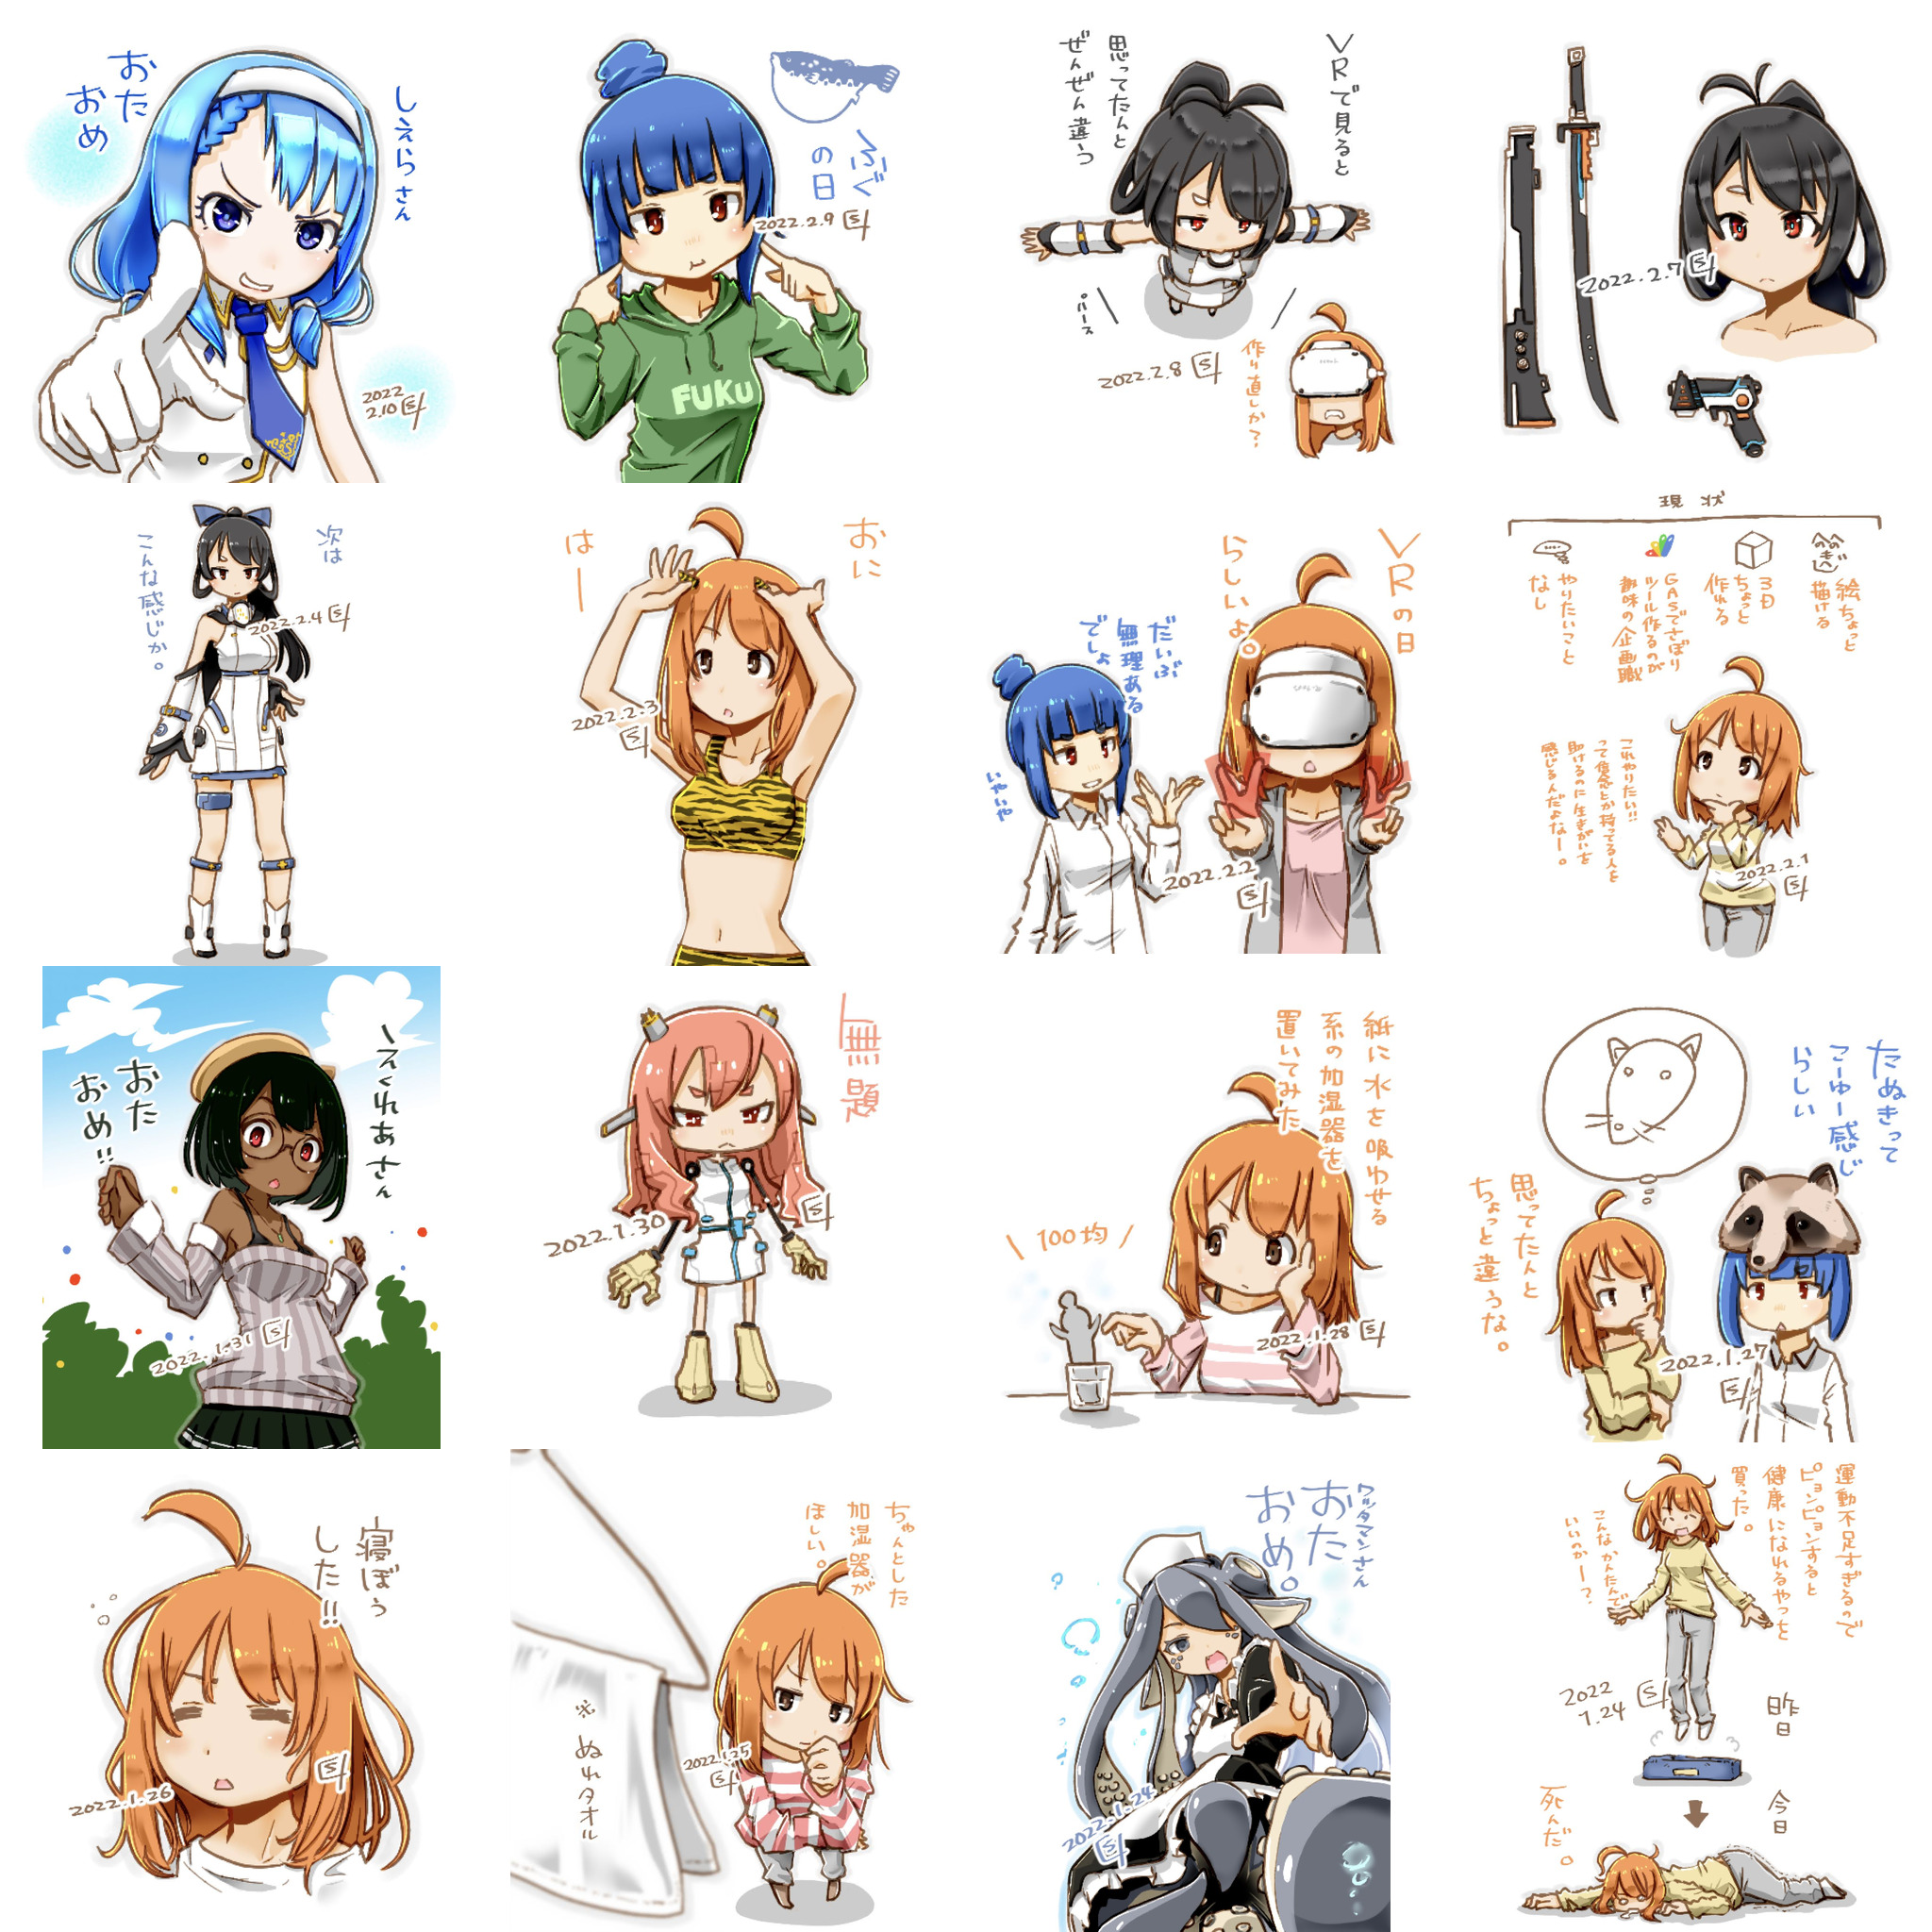 しえらさん
おた
おめ
2022
2.10
ふぐ
の日
2022.2.9
FUKU
VRで見ると
思ってたんと
ぜんぜん違う
パース
2022.2.8
作り直しか?
2022.2.7
次は
こんな感じか。
2022.2.4
おに
はー
2022.2.3
VRの日
らしいよ。
だいぶ
無理ある
でしょ
いやいや
2022.2.2
現状
絵ちょっと
描ける
3D
ちょっと
作れる
GASでさぼり
ツール作るのが
趣味の企画職
やりたいこと
なし
これやりたい!!
って信念とか持ってる人を
助けるのに生きがいを
感じるんだよなー。
2022.2.1
へえくれあさん
おた
おめ!!
2022.1.31
無題
2022.1.30
紙に水を吸わせる
系の加湿器を
置いてみた
100均
2022.1.28
たぬきって
こーゆー感じ
らしい
思ってたんと
ちょっと違うな。
2022.1.27
寝ぼう
した!!
2022.1.26
ちゃんとした
加湿器が
ほしい。
※ぬれタオル
2022.1.25
ワッタマンさん
おた
おめ。
2022.1.24
運動不足すぎるので
ピョンピョンすると
健康になれるやつを
買った。
こんなかんたんで
いいのかー?
2022
1.24
昨日
今日
死んだ。